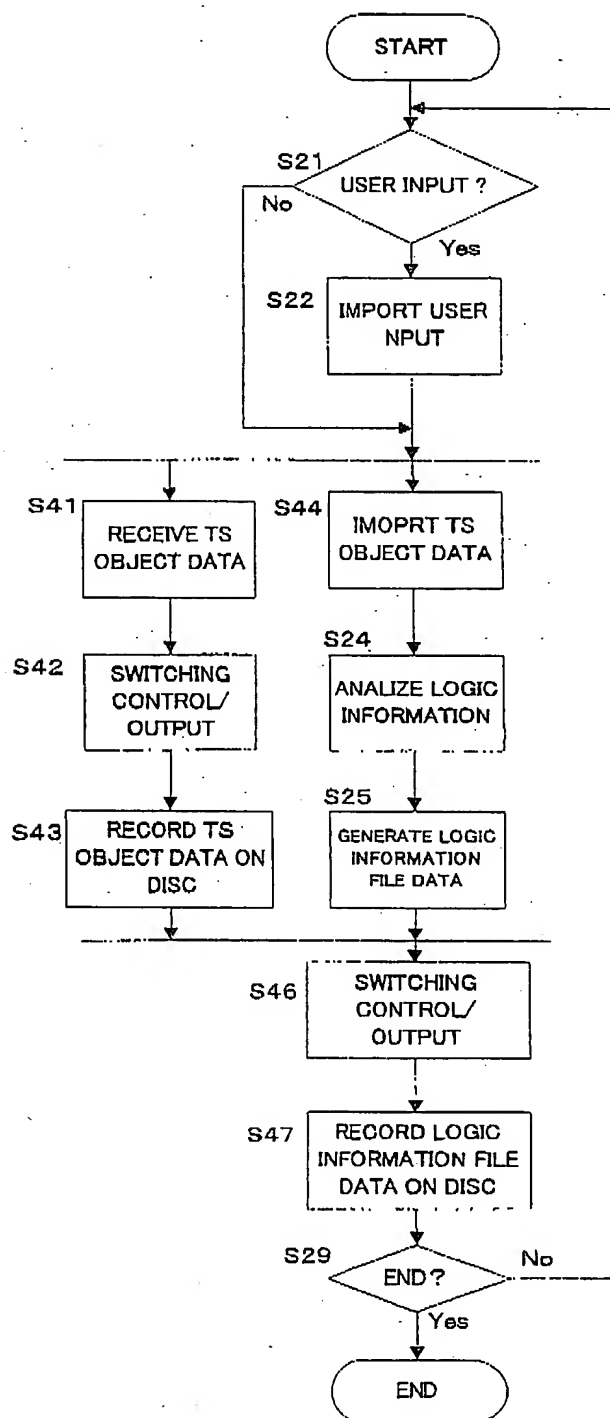 START
S21
USER INPUT ?
No
Yes
S22
IMPORT USER
NPUT
S41
RECEIVE TS
OBJECT DATA
S44
IMOPRT TS
OBJECT DATA
S42
SWITCHING
CONTROL/
OUTPUT
S24
ANALIZE LOGIC
INFORMATION
S43
RECORD TS
OBJECT DATA ON
DISC
S25
GENERATE LOGIC
INFORMATION
FILE DATA
S46
SWITCHING
CONTROL/
OUTPUT
S47
RECORD LOGIC
INFORMATION FILE
DATA ON DISC
S29
END?
No
Yes
END